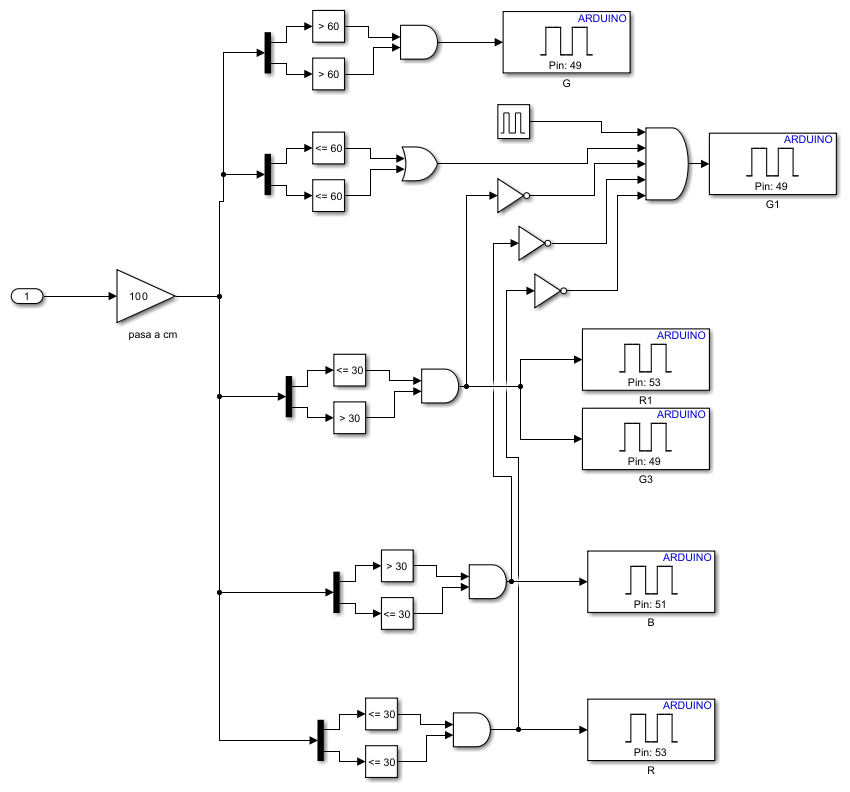 > 60
> 60
ARDUINO
Pin: 49
G
<= 60
<= 60
ARDUINO
Pin: 49
G1
1
100
pasa a cm
<= 30
> 30
ARDUINO
Pin: 53
R1
ARDUINO
Pin: 49
G3
> 30
<= 30
ARDUINO
Pin: 51
B
<= 30
<= 30
ARDUINO
Pin: 53
R